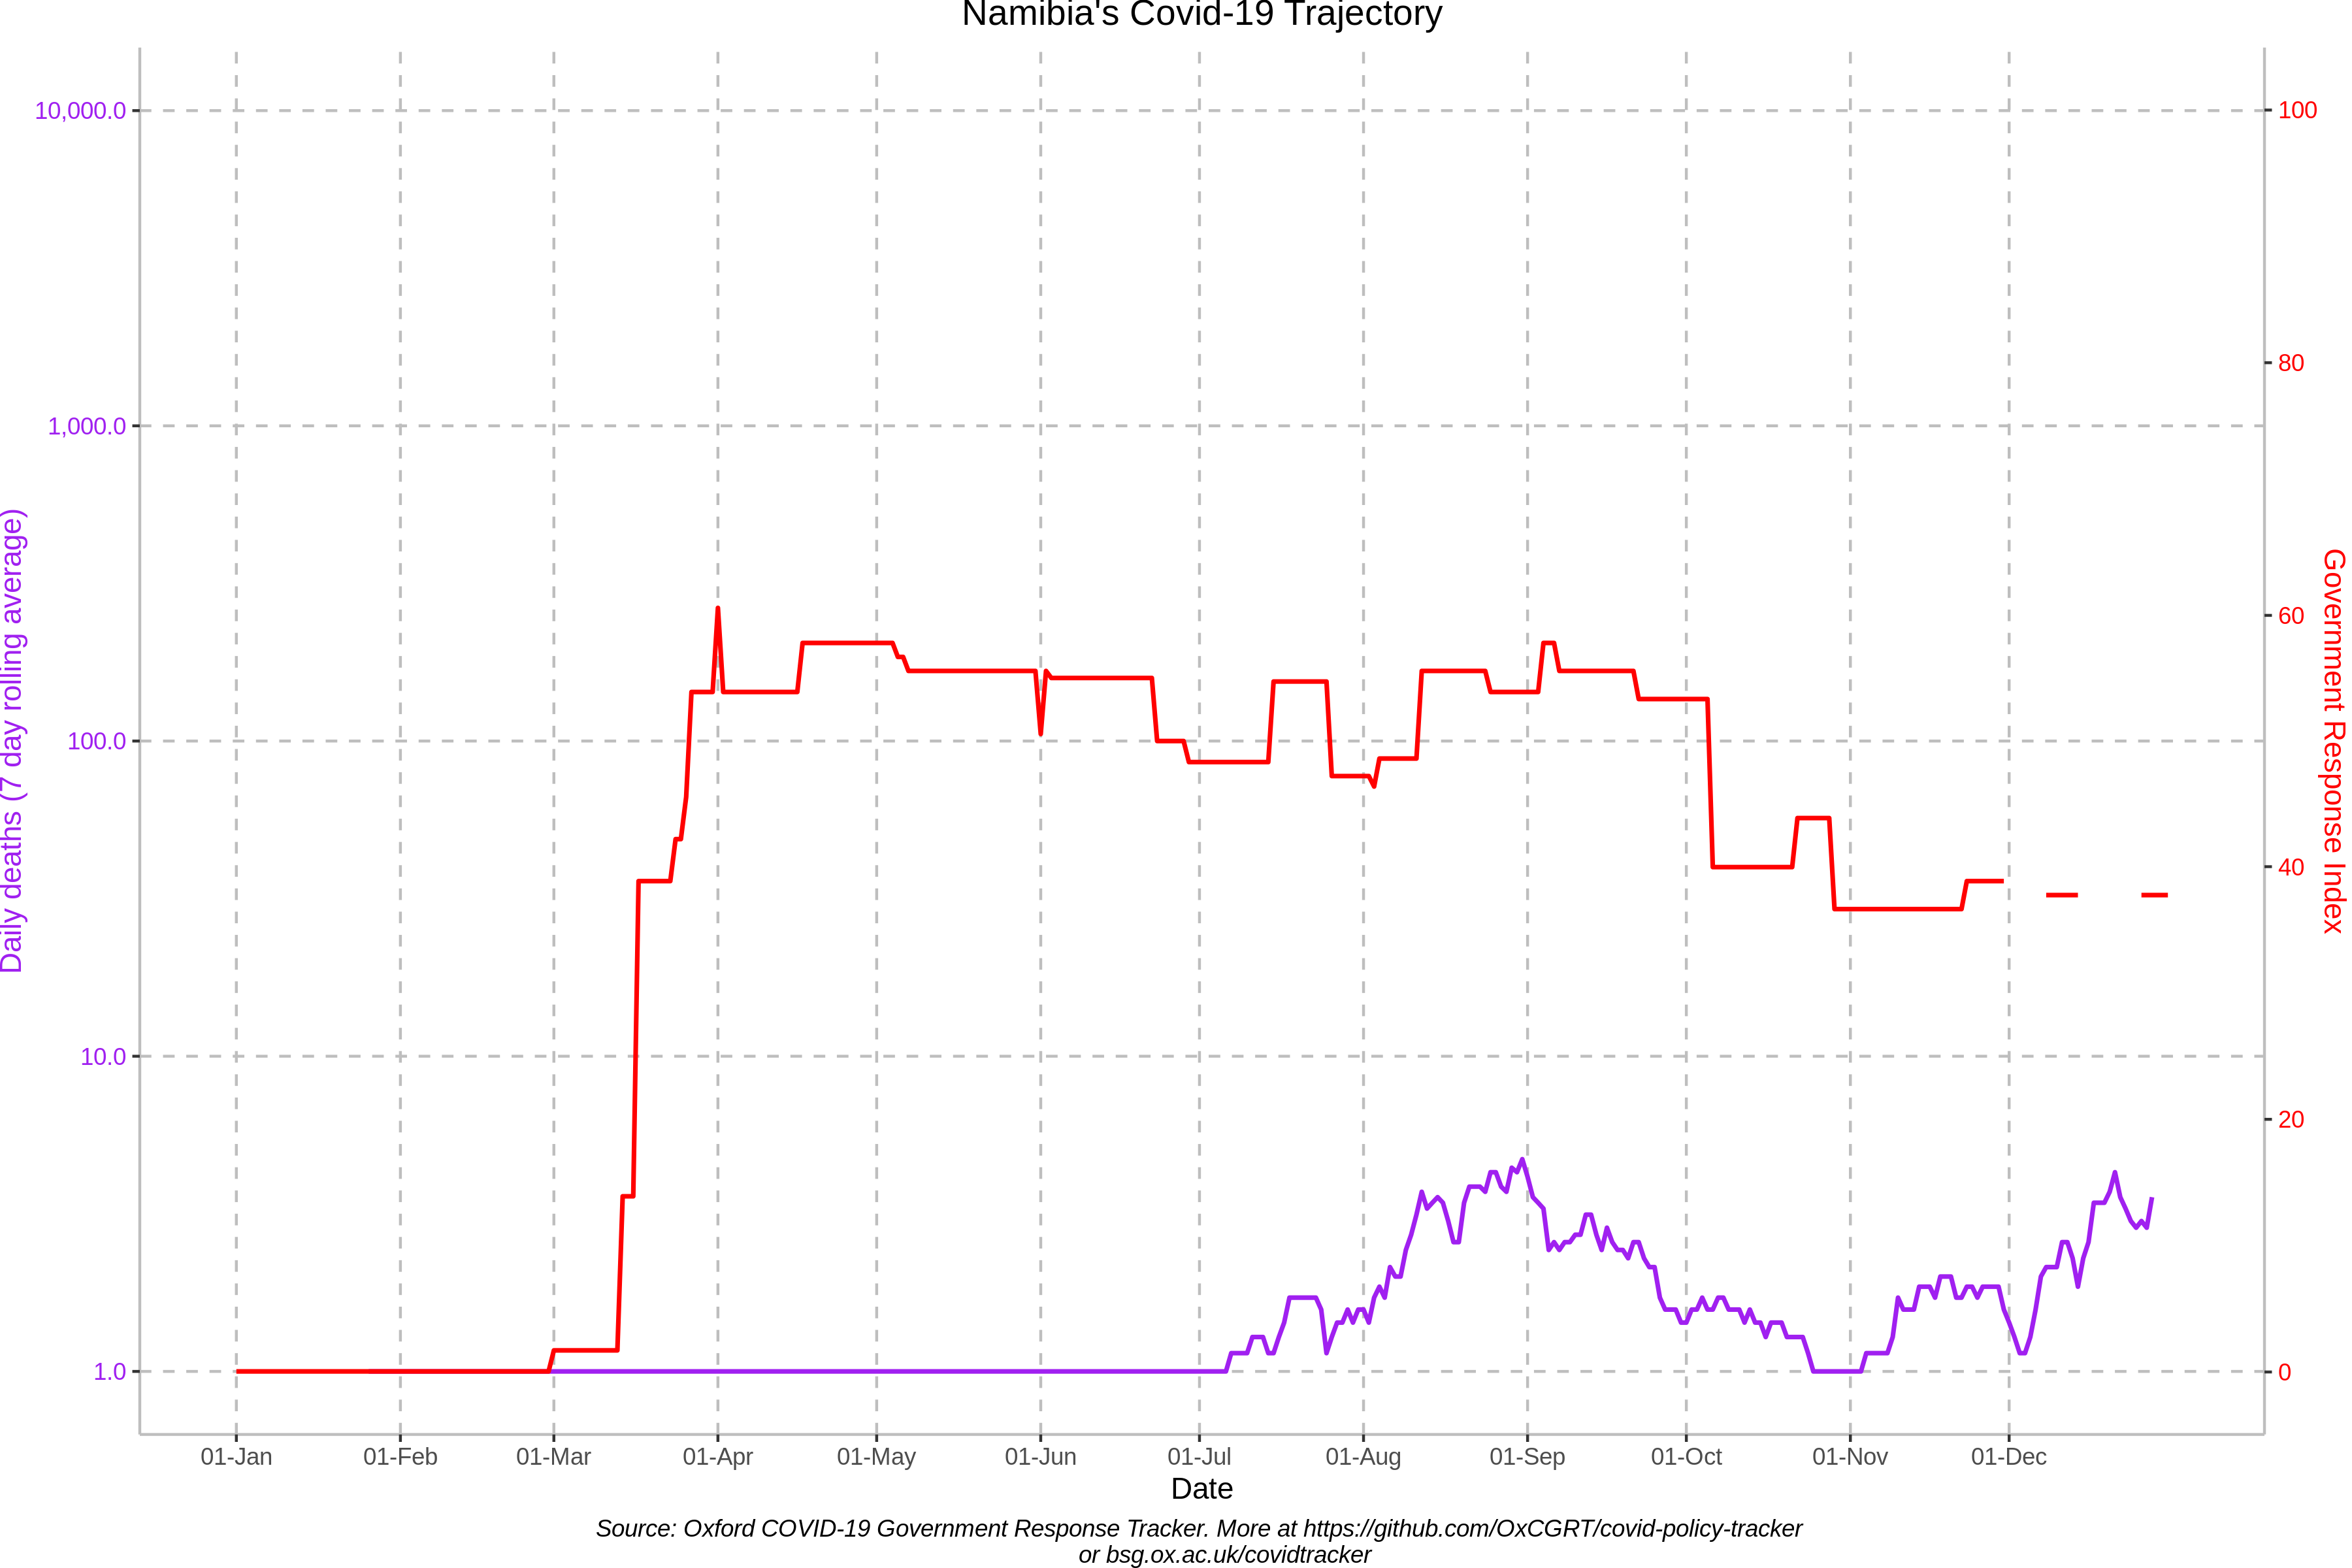 Namibia's Covid-19 Trajectory
10,000.0
1,000.0
100.0
10.0
1.0
Daily deaths (7 day rolling average)
100
80
60
40
20
0
Government Response Index
01-Jan 01-Feb 01-Mar 01-Apr 01-May 01-Jun 01-Jul 01-Aug 01-Sep 01-Oct 01-Nov 01-Dec
Date
Source: Oxford COVID-19 Government Response Tracker. More at https://github.com/OxCGRT/covid-policy-tracker
or bsg.ox.ac.uk/covidtracker